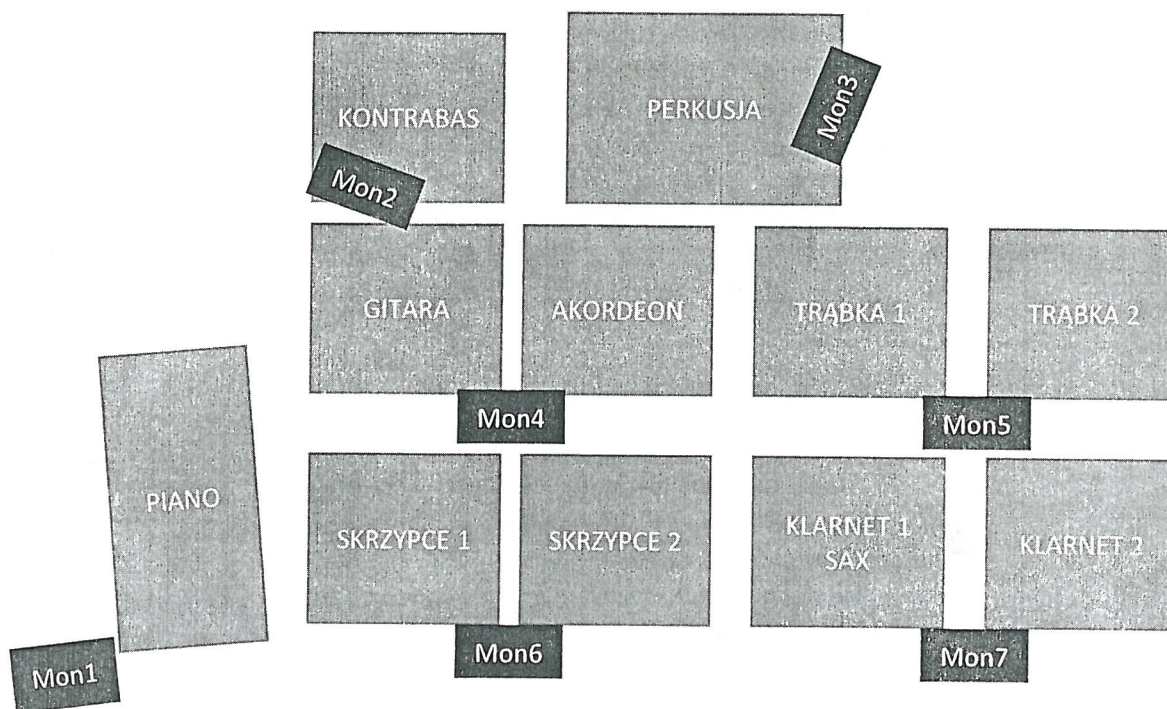 KONTRABAS
PERKUSJA
Mon3
Mon2
GITARA
AKORDEON
TRĄBKA 1
TRĄBKA 2
Mon4
Mon5
PIANO
SKRZYPCE 1
SKRZYPCE 2
KLARNET 1
SAX
KLARNET 2
Mon1
Mon6
Mon7